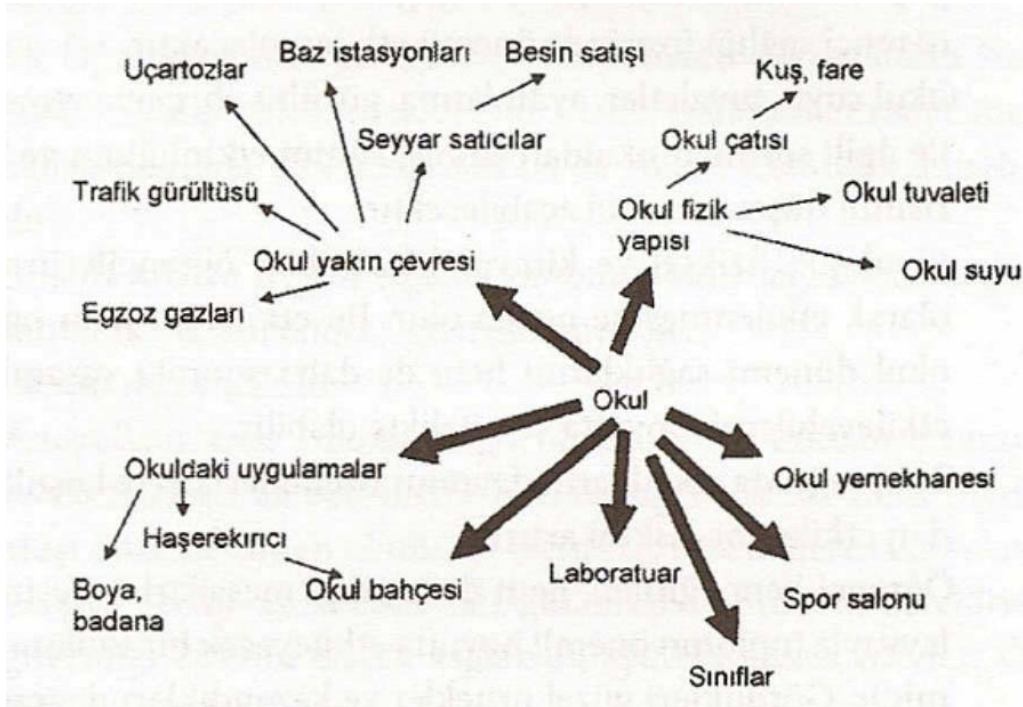 Baz istasyonları
Besin satışı
Uçartozlar
Kuş, fare
Seyyar satıcılar
Okul çatısı
Trafik gürültüsü
Okul tuvaleti
Okul fizik
yapısı
Okul yakın çevresi
Okul suyu
Egzoz gazları
Okul
Okuldaki uygulamalar
Okul yemekhanesi
Haşerekırıcı
Boya,
badana
Okul bahçesi
Laboratuar
Spor salonu
Sınıflar